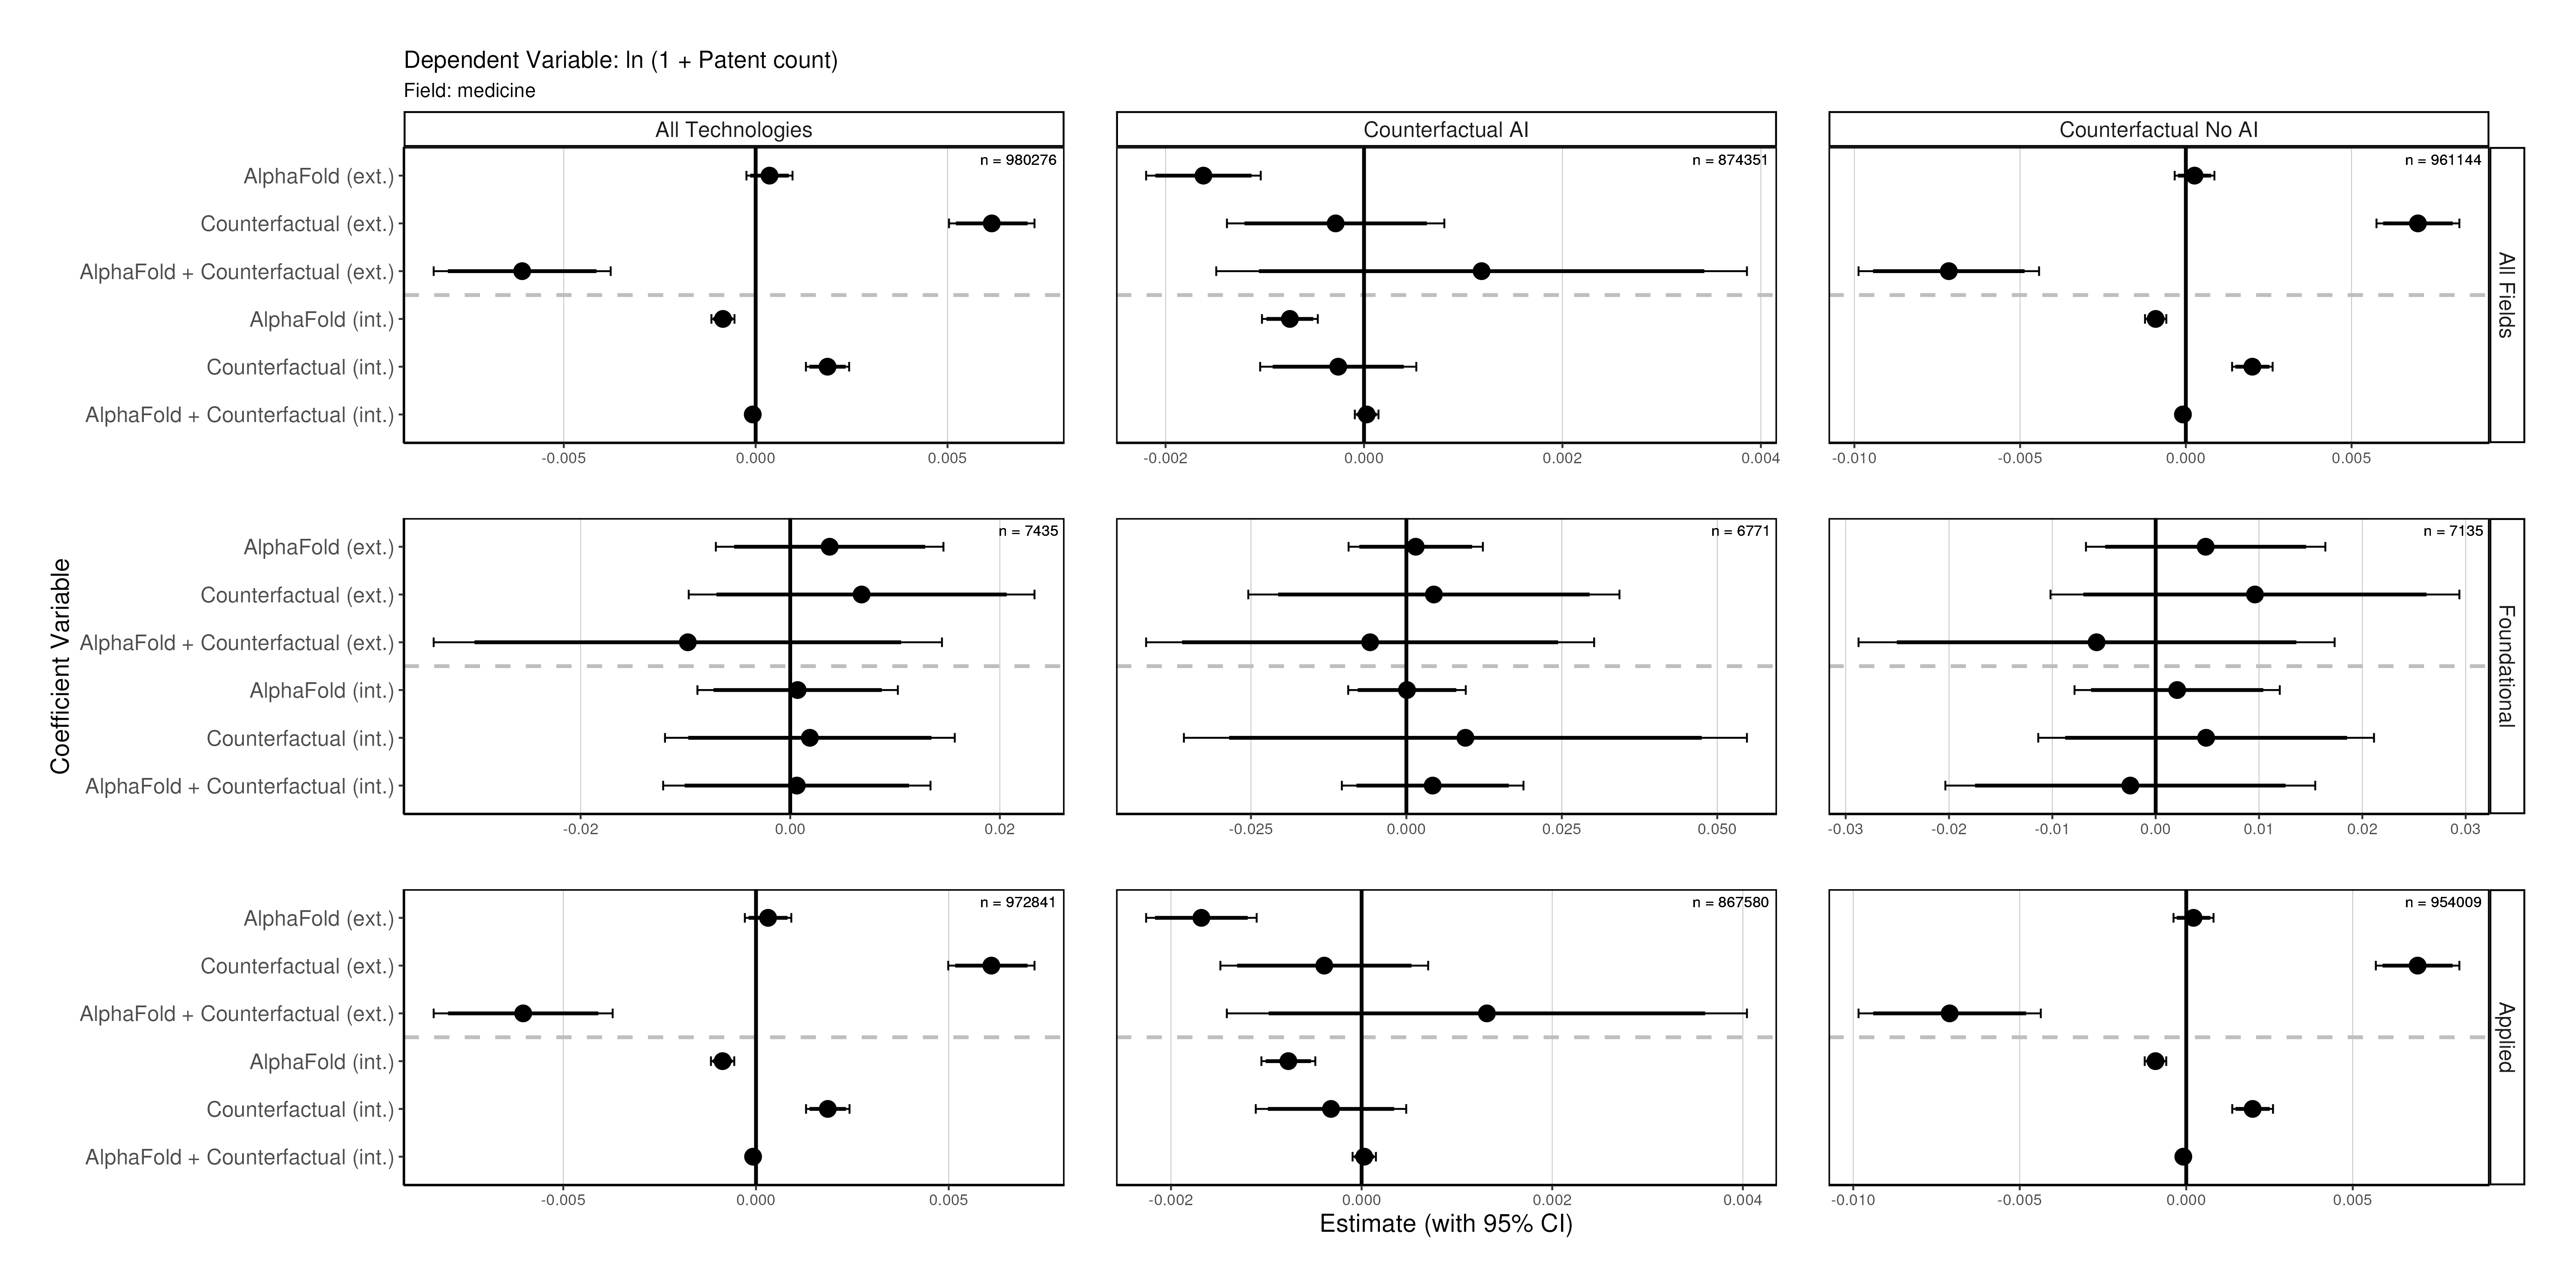 Dependent Variable: ln (1 + Patent count)
Field: medicine
All Technologies
Counterfactual AI
Counterfactual No AI
n = 980276
n = 874351
n = 961144
AlphaFold (ext.)
Counterfactual (ext.)
AlphaFold + Counterfactual (ext.)
AlphaFold (int.)
Counterfactual (int.)
AlphaFold + Counterfactual (int.)
All Fields
-0.005 0.000 0.005
-0.002 0.000 0.002 0.004
-0.010 -0.005 0.000 0.005
Coefficient Variable
n = 7435
n = 6771
n = 7135
AlphaFold (ext.)
Counterfactual (ext.)
AlphaFold + Counterfactual (ext.)
AlphaFold (int.)
Counterfactual (int.)
AlphaFold + Counterfactual (int.)
Foundational
-0.02 0.00 0.02
-0.025 0.000 0.025 0.050
-0.03 -0.02 -0.01 0.00 0.01 0.02 0.03
n = 972841
n = 867580
n = 954009
AlphaFold (ext.)
Counterfactual (ext.)
AlphaFold + Counterfactual (ext.)
AlphaFold (int.)
Counterfactual (int.)
AlphaFold + Counterfactual (int.)
Applied
-0.005 0.000 0.005
-0.002 0.000 0.002 0.004
-0.010 -0.005 0.000 0.005
Estimate (with 95% CI)